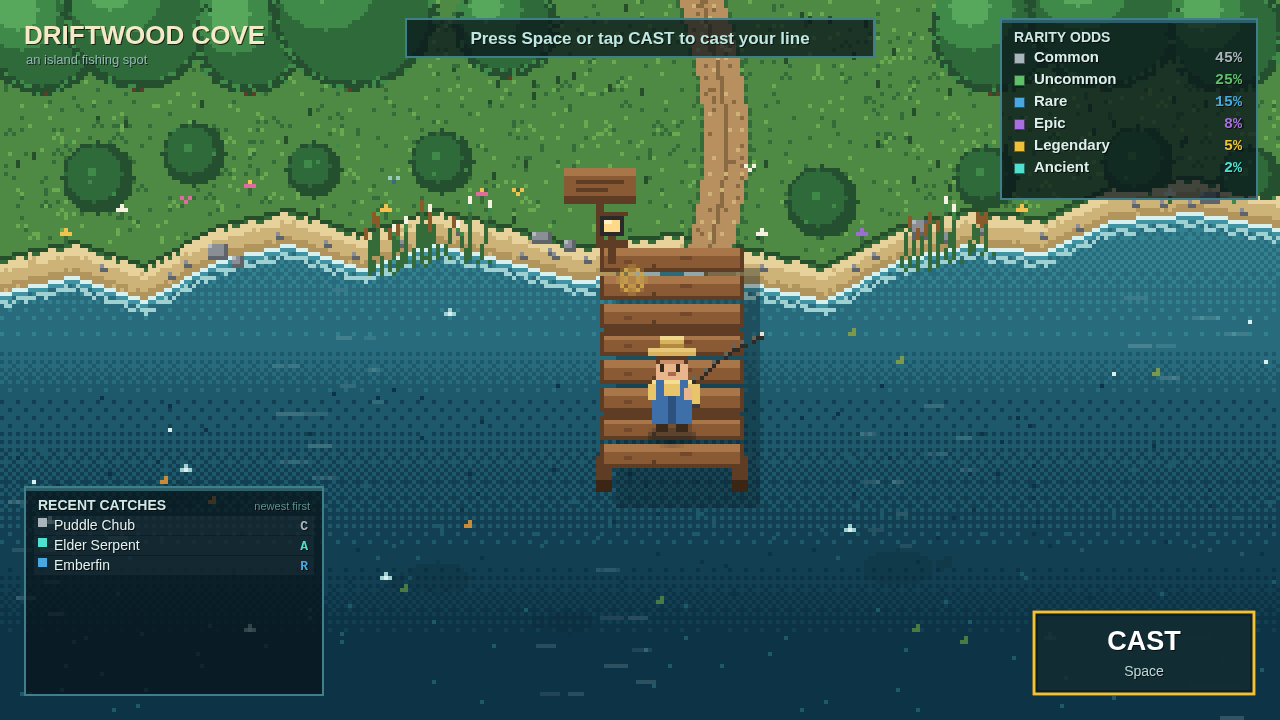 DRIFTWOOD COVE
an island fishing spot
Press Space or tap CAST to cast your line
RARITY ODDS
Common 45%
Uncommon 25%
Rare 15%
Epic 8%
Legendary 5%
Ancient 2%
RECENT CATCHES newest first
Puddle Chub C
Elder Serpent A
Emberfin R
CAST
Space